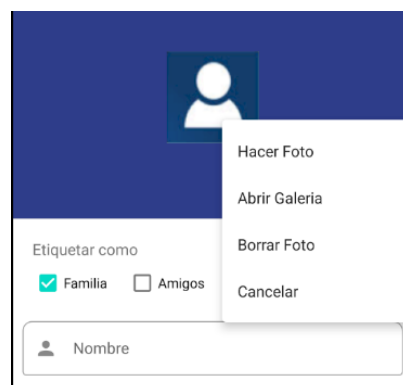 Hacer Foto
Abrir Galeria
Borrar Foto
Cancelar
Etiquetar como
Familia Amigos
Nombre